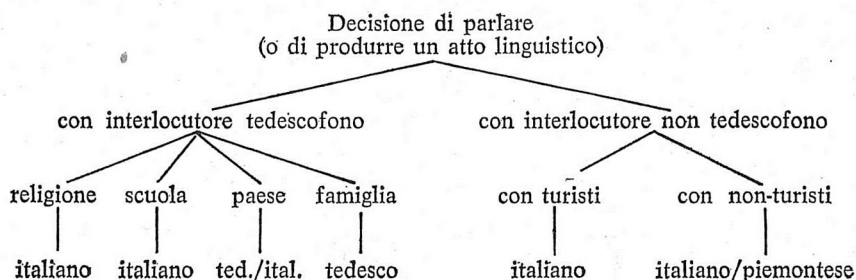 Decisione di parlare
(o di produrre un atto linguistico)
con interlocutore tedescofono con interlocutore non tedescofono
religione scuola paese famiglia con turisti con non-turisti
italiano italiano ted./ital. tedesco italiano italiano/piemontese